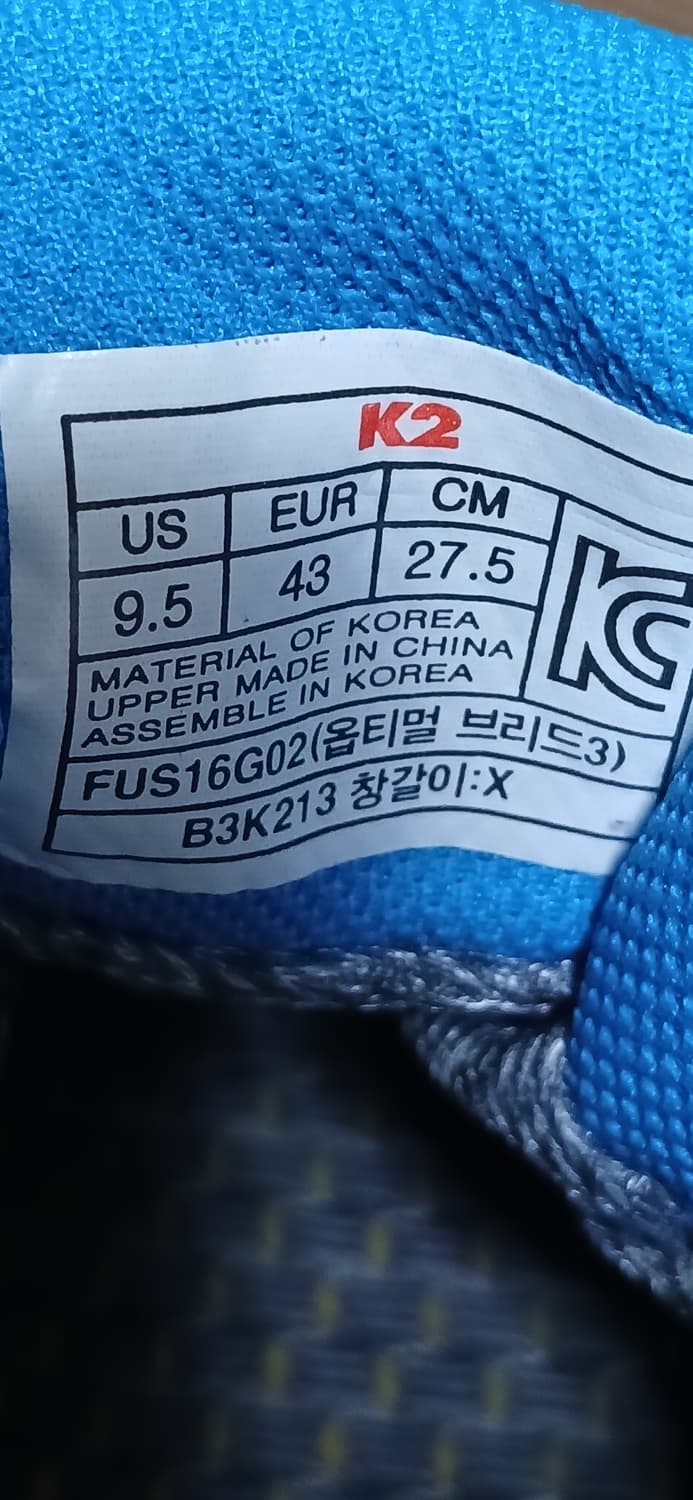 K2
US EUR CM
9.5 43 27.5
KC
MATERIAL OF KOREA
UPPER MADE IN CHINA
ASSEMBLE IN KOREA
FUS16G02(옵티멀 브리드3)
B3K213 창갈이:X